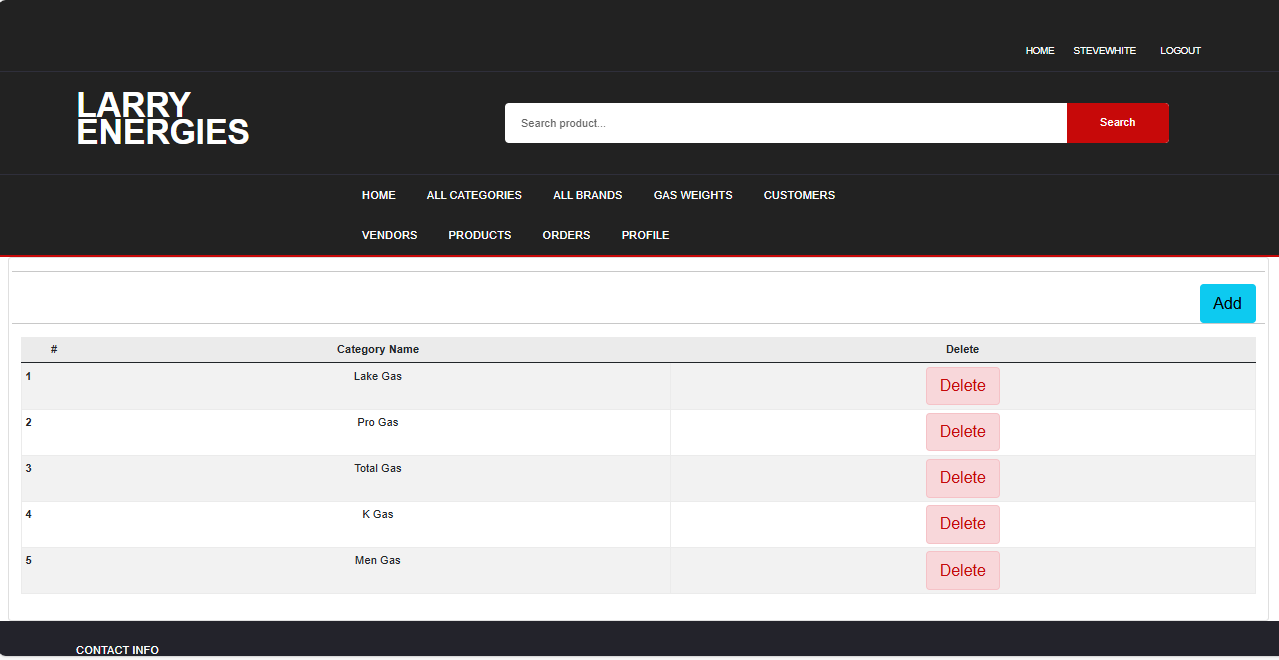 HOME STEVEWHITE LOGOUT
LARRY
ENERGIES
Search product... Search
HOME ALL CATEGORIES ALL BRANDS GAS WEIGHTS CUSTOMERS
VENDORS PRODUCTS ORDERS PROFILE
Add
# Category Name Delete
1 Lake Gas Delete
2 Pro Gas Delete
3 Total Gas Delete
4 K Gas Delete
5 Men Gas Delete
CONTACT INFO